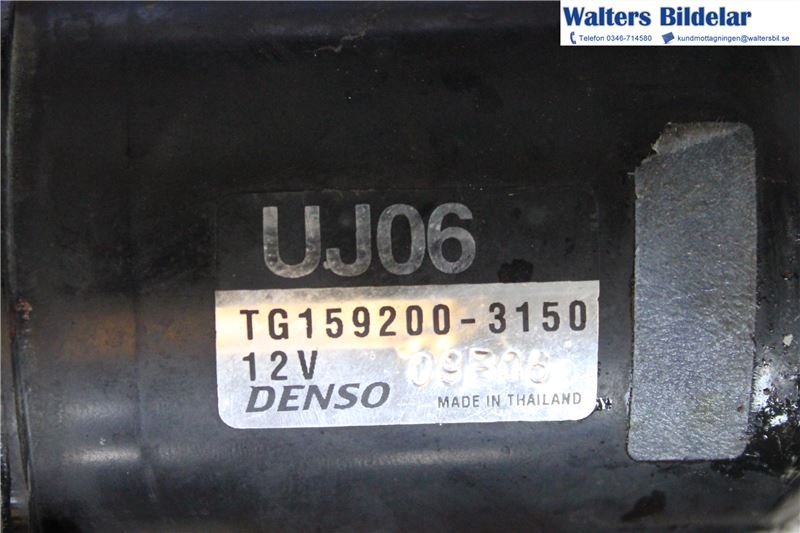 Walters Bildelar
Telefon 0346-714580 kundmottagningen@waltersbil.se
UJ06
TG159200-3150
12V
DENSO MADE IN THAILAND